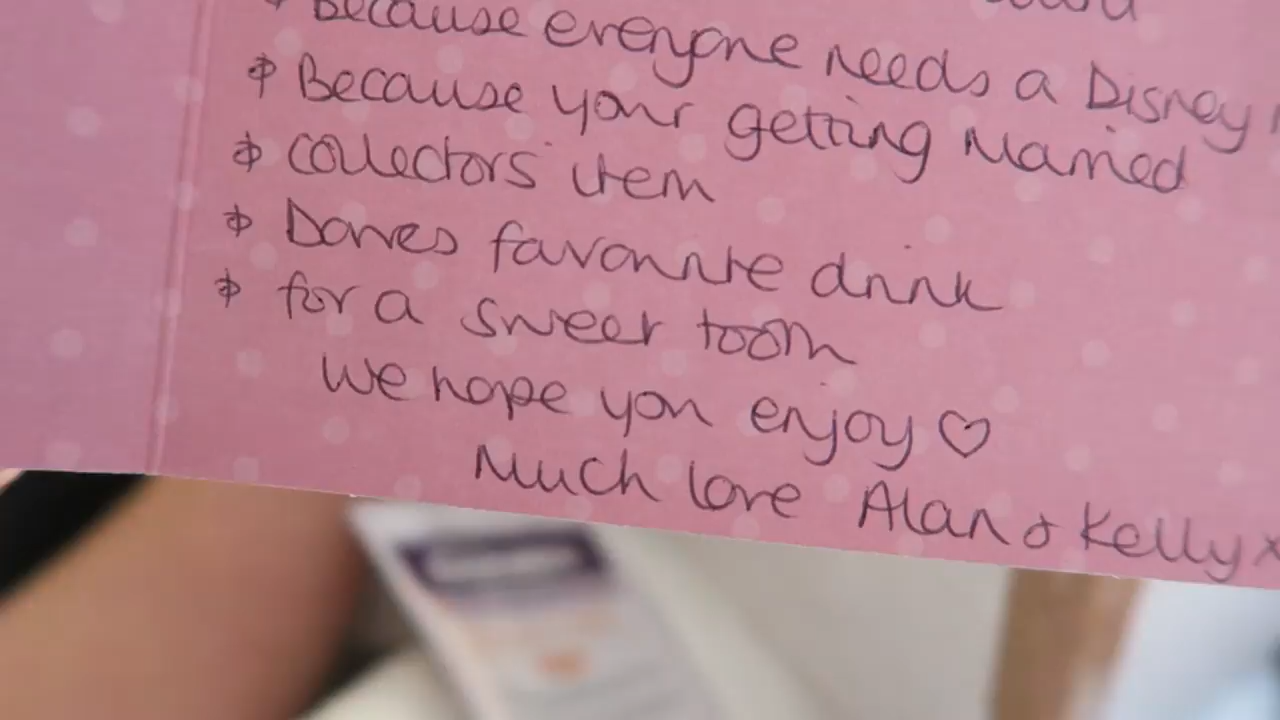 * Because everyone needs a Disney
* Because your getting married
* collectors item
* Daves favourite drink
* for a sweet tooth
We hope you enjoy ♡
Much love Alan & Kelly x